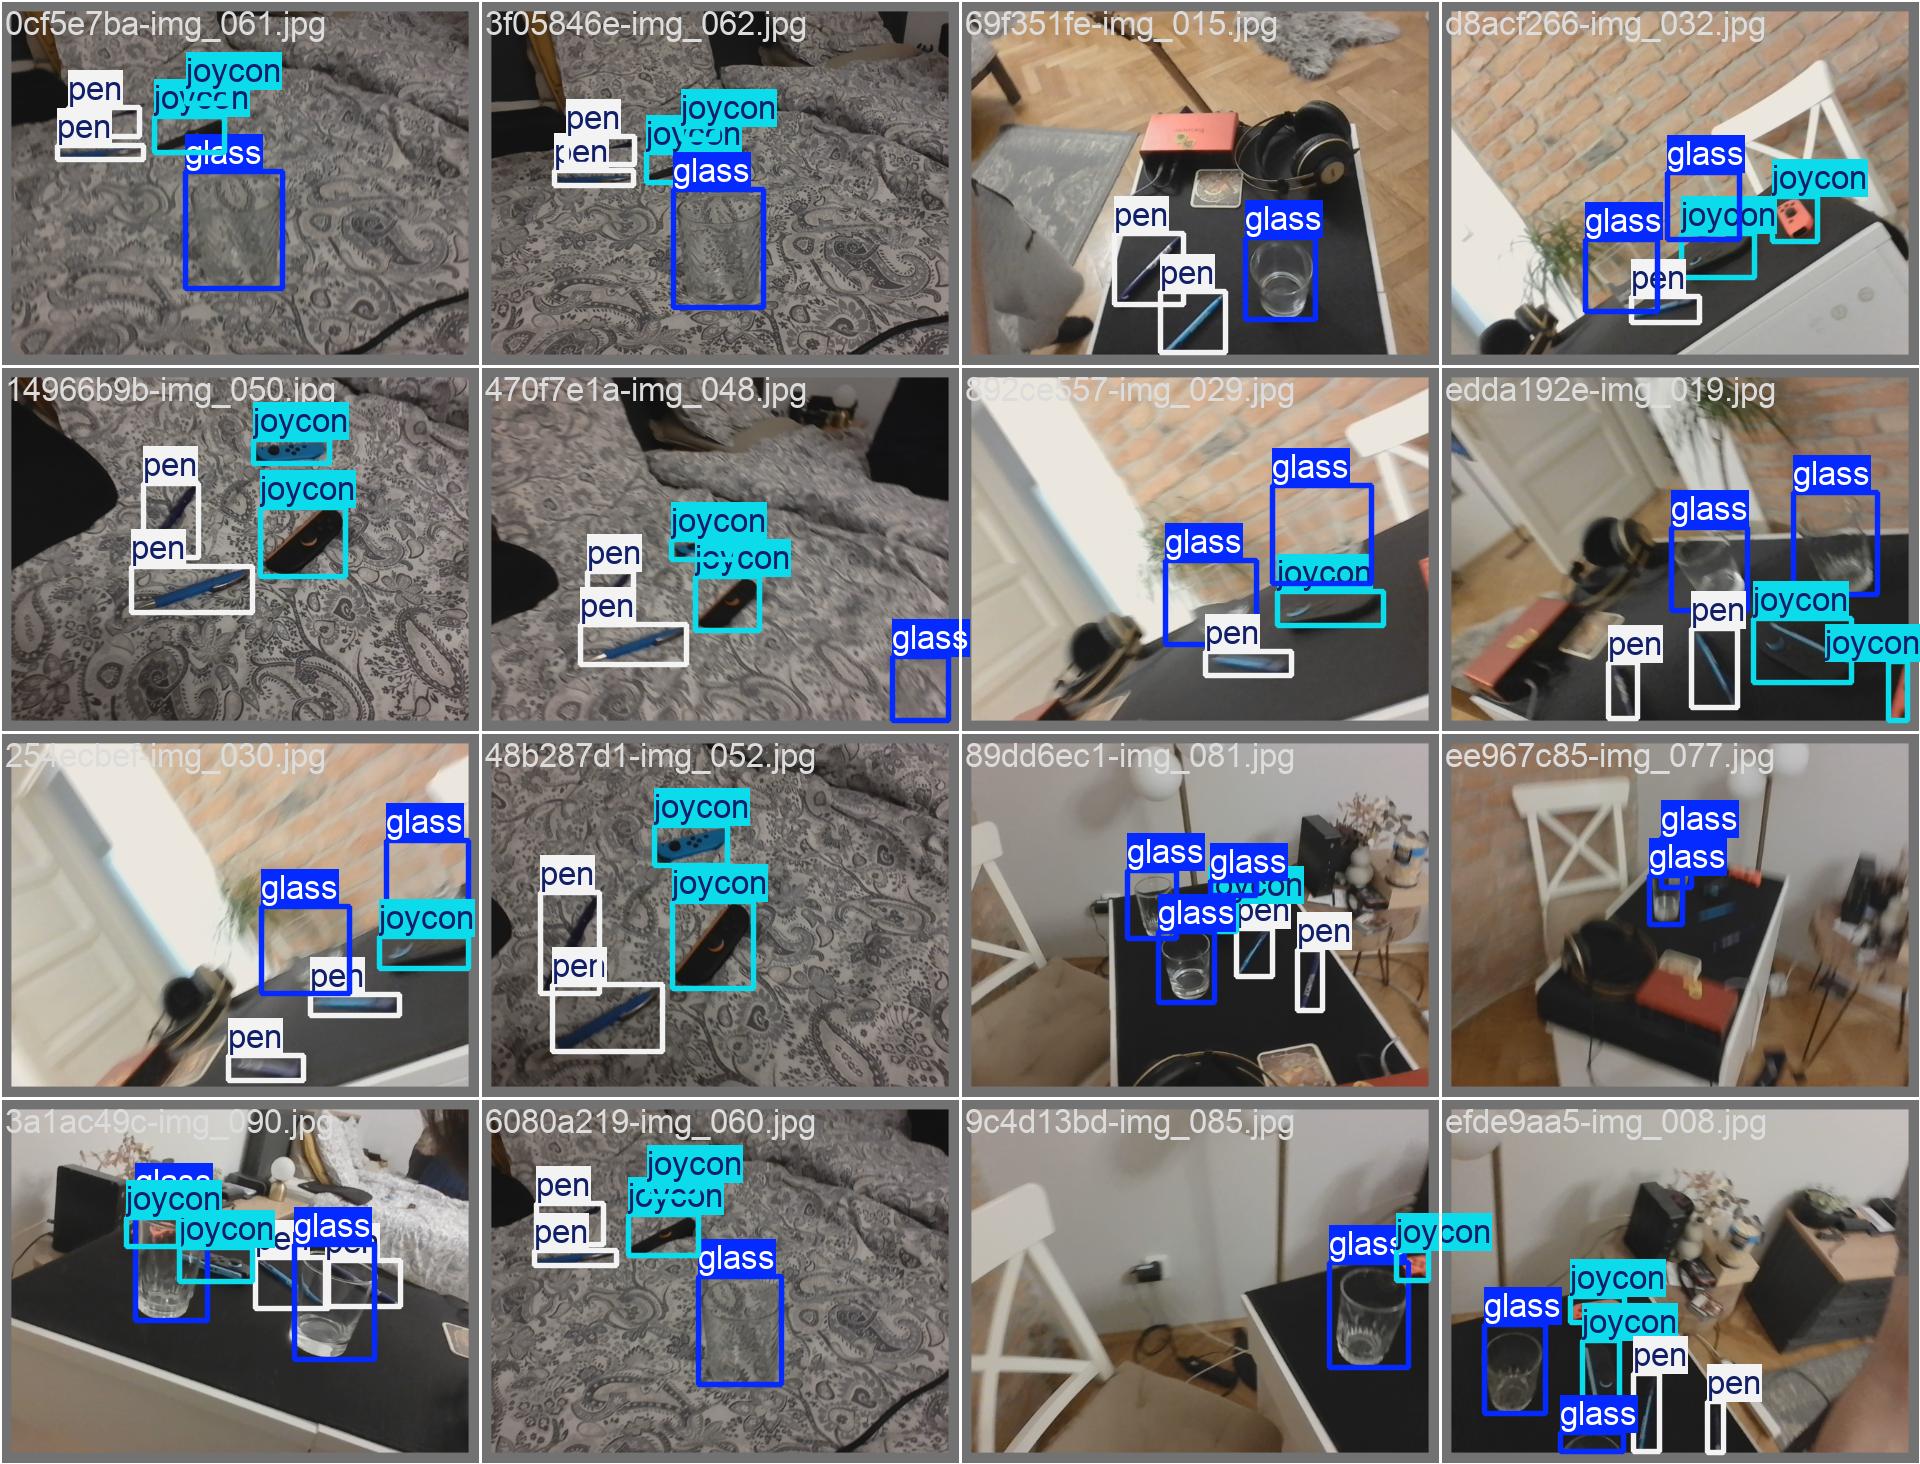 0cf5e7ba-img_061.jpg
joycon
pen
joycon
pen
glass
3f05846e-img_062.jpg
joycon
pen
joycon
pen
glass
69f351fe-img_015.jpg
pen
glass
pen
d8acf266-img_032.jpg
glass
joycon
joycon
glass
pen
14966b9b-img_050.jpg
joycon
pen
joycon
pen
470f7e1a-img_048.jpg
joycon
pen
joycon
pen
glass
892ce557-img_029.jpg
glass
glass
joycon
pen
edda192e-img_019.jpg
glass
glass
joycon
pen
joycon
pen
254ecbef-img_030.jpg
glass
glass
joycon
pen
pen
48b287d1-img_052.jpg
joycon
pen
joycon
pen
89dd6ec1-img_081.jpg
glass
glass
joycon
glass
pen
pen
ee967c85-img_077.jpg
glass
glass
3a1ac49c-img_090.jpg
glass
joycon
joycon
glass
pen
pen
6080a219-img_060.jpg
joycon
pen
joycon
pen
glass
9c4d13bd-img_085.jpg
joycon
glass
efde9aa5-img_008.jpg
joycon
glass
joycon
pen
pen
glass